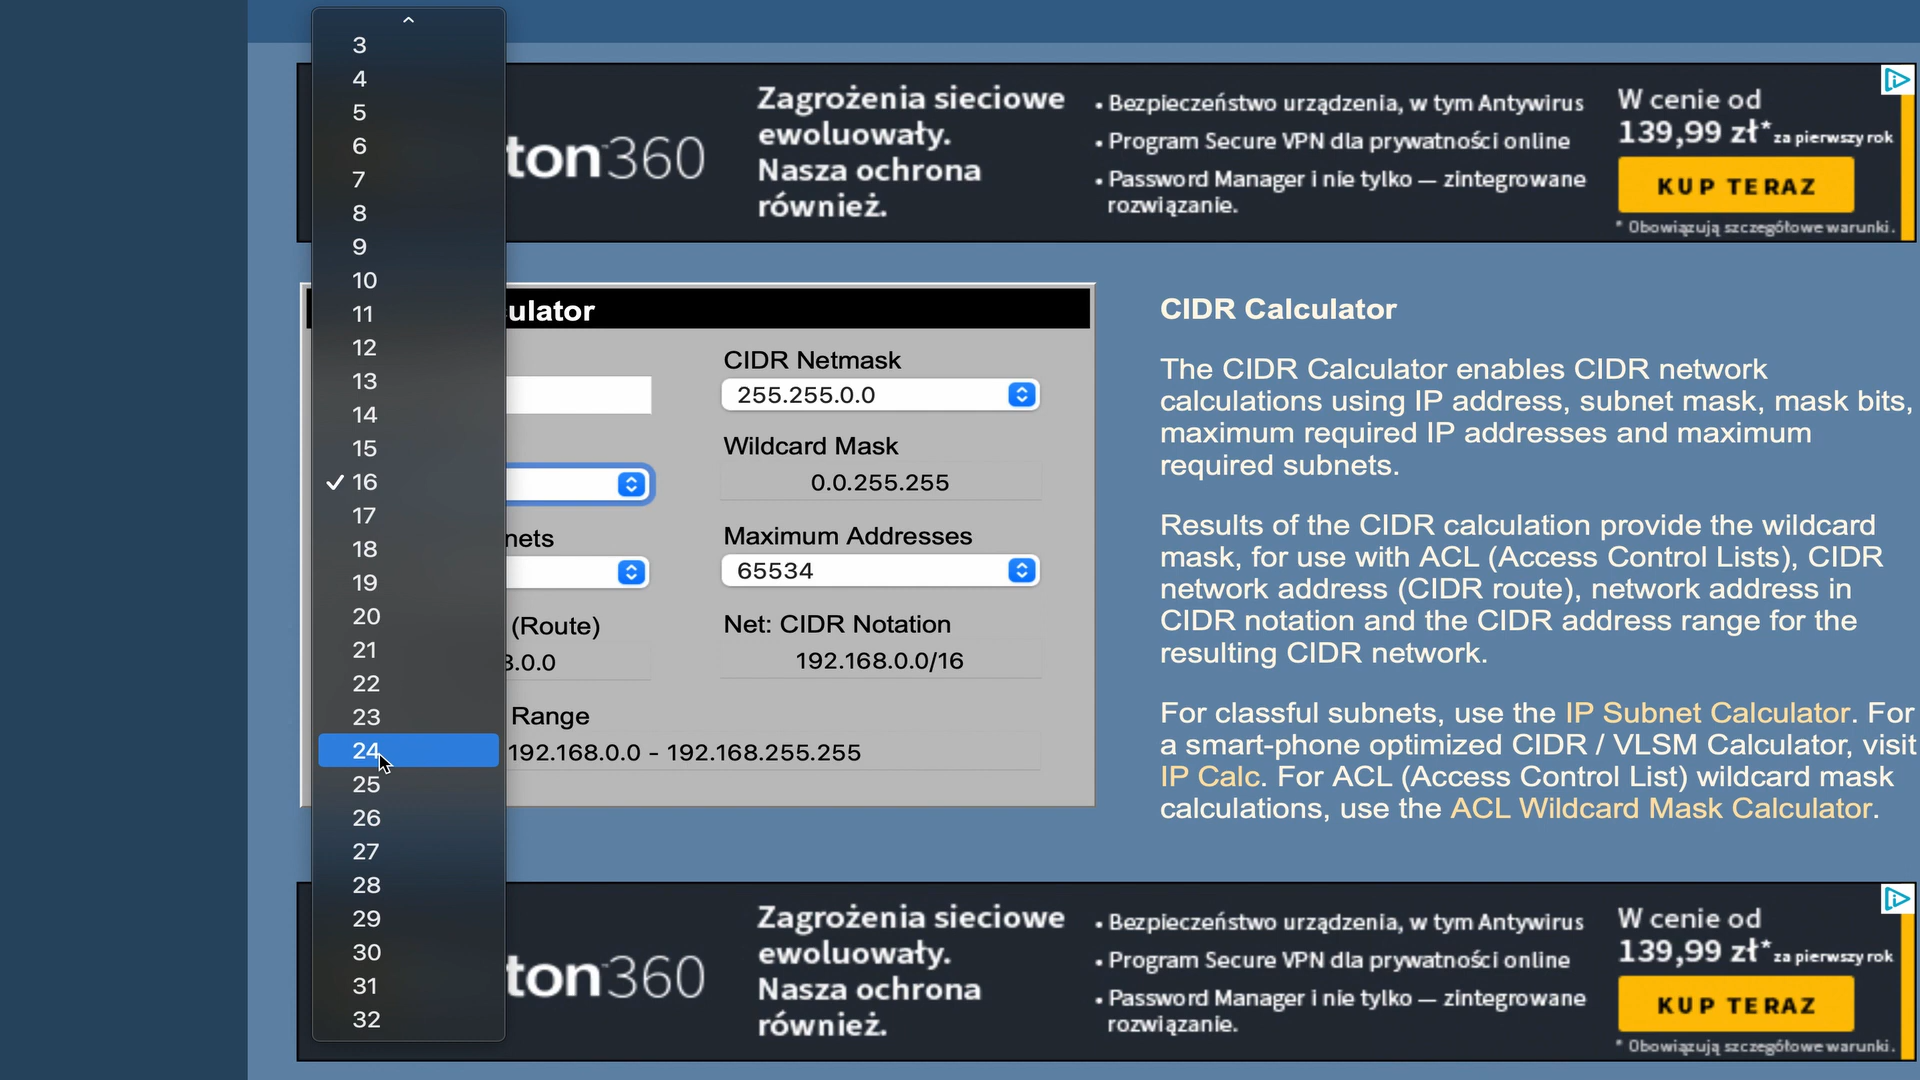 3
4
5
6
7
8
9
10
11
12
13
14
15
✓ 16
17
18
19
20
21
22
23
24
25
26
27
28
29
30
31
32
ton360
Zagrożenia sieciowe
ewoluowały.
Nasza ochrona
również.
• Bezpieczeństwo urządzenia, w tym Antywirus
• Program Secure VPN dla prywatności online
• Password Manager i nie tylko — zintegrowane
rozwiązanie.
W cenie od
139,99 zł* za pierwszy rok
KUP TERAZ
* Obowiązują szczegółowe warunki.
ulator
CIDR Netmask
255.255.0.0
Wildcard Mask
0.0.255.255
nets
Maximum Addresses
65534
(Route)
Net: CIDR Notation
8.0.0
192.168.0.0/16
Range
192.168.0.0 - 192.168.255.255
CIDR Calculator
The CIDR Calculator enables CIDR network
calculations using IP address, subnet mask, mask bits,
maximum required IP addresses and maximum
required subnets.
Results of the CIDR calculation provide the wildcard
mask, for use with ACL (Access Control Lists), CIDR
network address (CIDR route), network address in
CIDR notation and the CIDR address range for the
resulting CIDR network.
For classful subnets, use the IP Subnet Calculator. For
a smart-phone optimized CIDR / VLSM Calculator, visit
IP Calc. For ACL (Access Control List) wildcard mask
calculations, use the ACL Wildcard Mask Calculator.
ton360
Zagrożenia sieciowe
ewoluowały.
Nasza ochrona
również.
• Bezpieczeństwo urządzenia, w tym Antywirus
• Program Secure VPN dla prywatności online
• Password Manager i nie tylko — zintegrowane
rozwiązanie.
W cenie od
139,99 zł* za pierwszy rok
KUP TERAZ
* Obowiązują szczegółowe warunki.